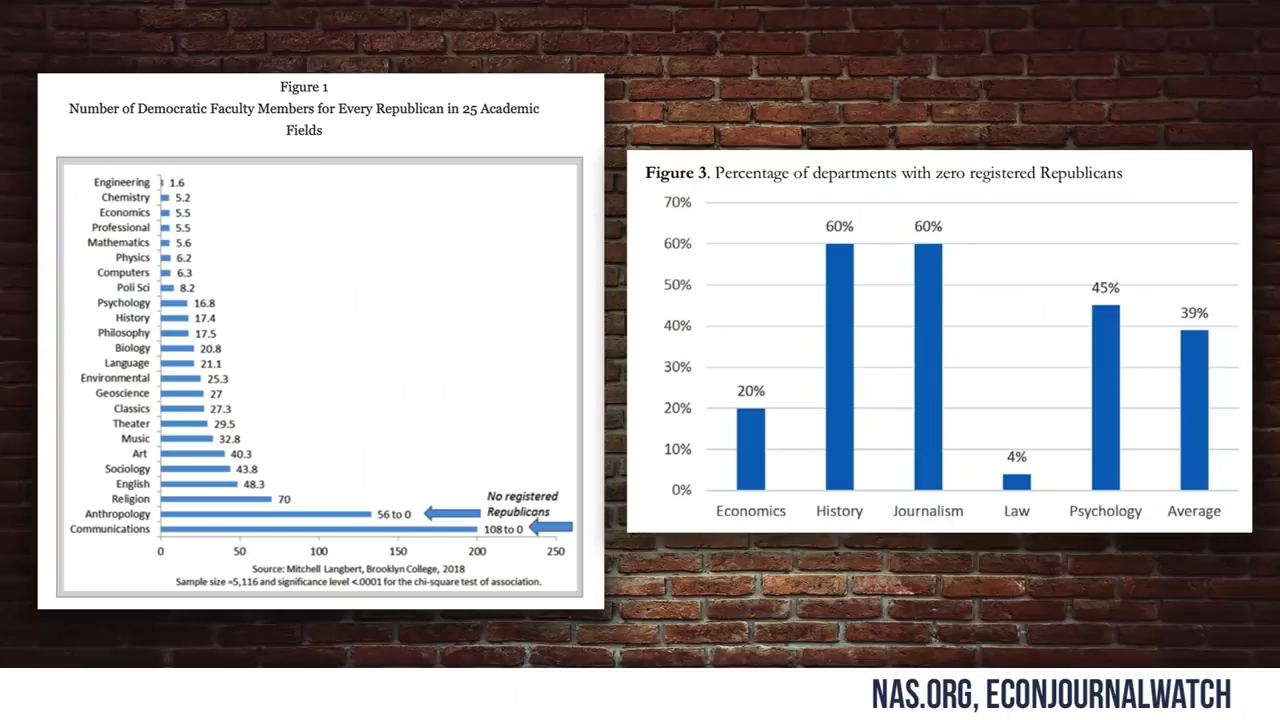 Figure 1
Number of Democratic Faculty Members for Every Republican in 25 Academic
Fields
Engineering 1.6
Chemistry 5.2
Economics 5.5
Professional 5.5
Mathematics 5.6
Physics 6.2
Computers 6.3
Poli Sci 8.2
Psychology 16.8
History 17.4
Philosophy 17.5
Biology 20.8
Language 21.1
Environmental 25.3
Geoscience 27
Classics 27.3
Theater 29.5
Music 32.8
Art 40.3
Sociology 43.8
English 48.3
Religion 70
No registered
Republicans
Anthropology 56 to 0
Communications 108 to 0
0 50 100 150 200 250
Source: Mitchell Langbert, Brooklyn College, 2018
Sample size =5,116 and significance level <.0001 for the chi-square test of association.
Figure 3. Percentage of departments with zero registered Republicans
70%
60%
50%
40%
30%
20%
10%
0%
20%
60%
60%
4%
45%
39%
Economics History Journalism Law Psychology Average
NAS.ORG, ECONJOURNALWATCH